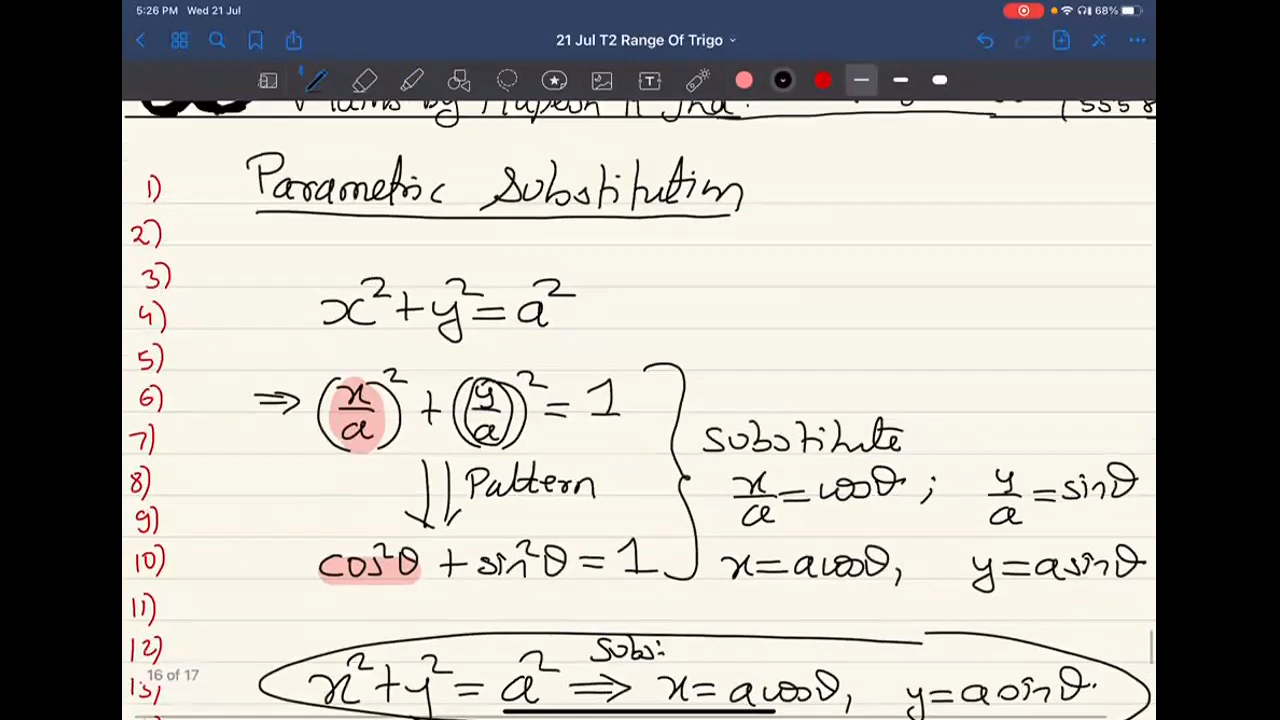 5:26 PM Wed 21 Jul
68%
21 Jul T2 Range Of Trigo
by
1) Parametric Substitution
2)
3)
4) x² + y² = a²
5)
6) ⇒ (x/a)² + (y/a)² = 1
7) substitute
8) Pattern x/a = cosθ ; y/a = sinθ
9)
10) cos²θ + sin²θ = 1 x = a cosθ, y = a sinθ
11)
12) subs:
16 of 17
13) x² + y² = a² ⇒ x = a cosθ, y = a sinθ.